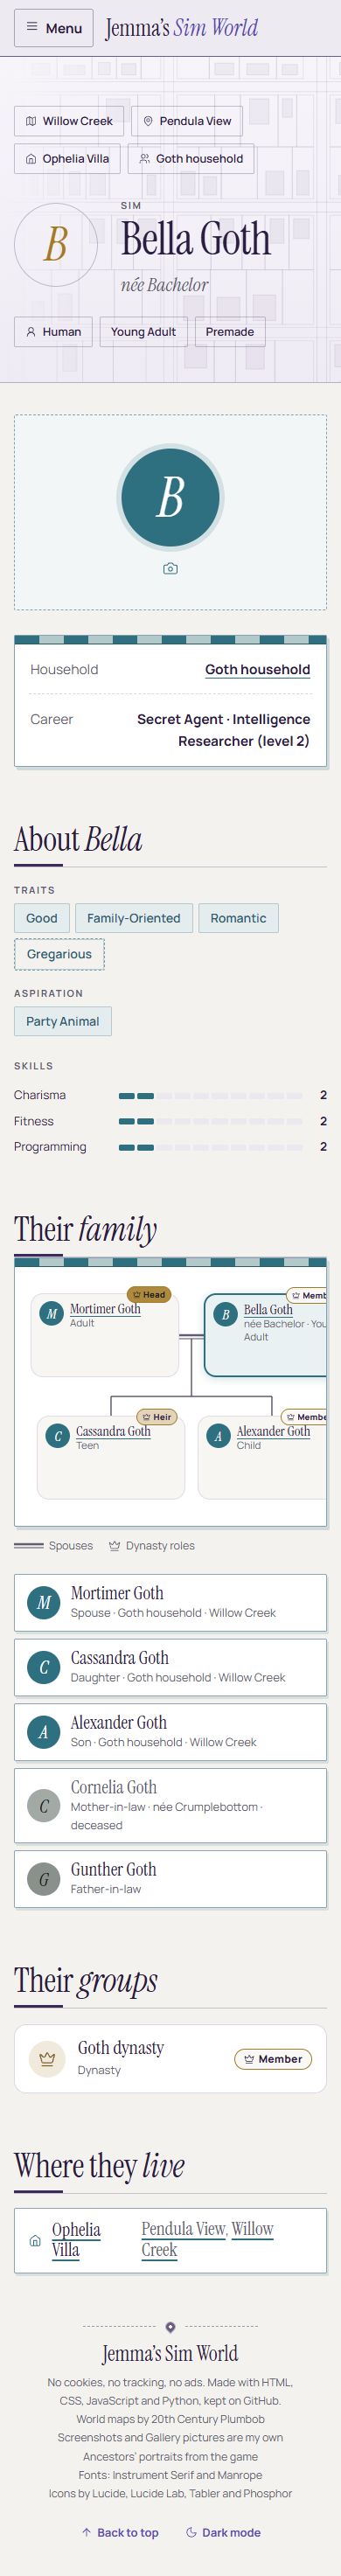 Menu
Jemma's Sim World
Willow Creek
Pendula View
Ophelia Villa
Goth household
SIM
B
Bella Goth
née Bachelor
Human
Young Adult
Premade
B
Household
Goth household
Career
Secret Agent · Intelligence
Researcher (level 2)
About Bella
TRAITS
Good
Family-Oriented
Romantic
Gregarious
ASPIRATION
Party Animal
SKILLS
Charisma
2
Fitness
2
Programming
2
Their family
Head
M
Mortimer Goth
Adult
Memb
B
Bella Goth
née Bachelor · You
Adult
Heir
C
Cassandra Goth
Teen
Membe
A
Alexander Goth
Child
Spouses
Dynasty roles
M
Mortimer Goth
Spouse · Goth household · Willow Creek
C
Cassandra Goth
Daughter · Goth household · Willow Creek
A
Alexander Goth
Son · Goth household · Willow Creek
C
Cornelia Goth
Mother-in-law · née Crumplebottom ·
deceased
G
Gunther Goth
Father-in-law
Their groups
Goth dynasty
Dynasty
Member
Where they live
Ophelia
Villa
Pendula View, Willow
Creek
Jemma's Sim World
No cookies, no tracking, no ads. Made with HTML,
CSS, JavaScript and Python, kept on GitHub.
World maps by 20th Century Plumbob
Screenshots and Gallery pictures are my own
Ancestors' portraits from the game
Fonts: Instrument Serif and Manrope
Icons by Lucide, Lucide Lab, Tabler and Phosphor
Back to top
Dark mode